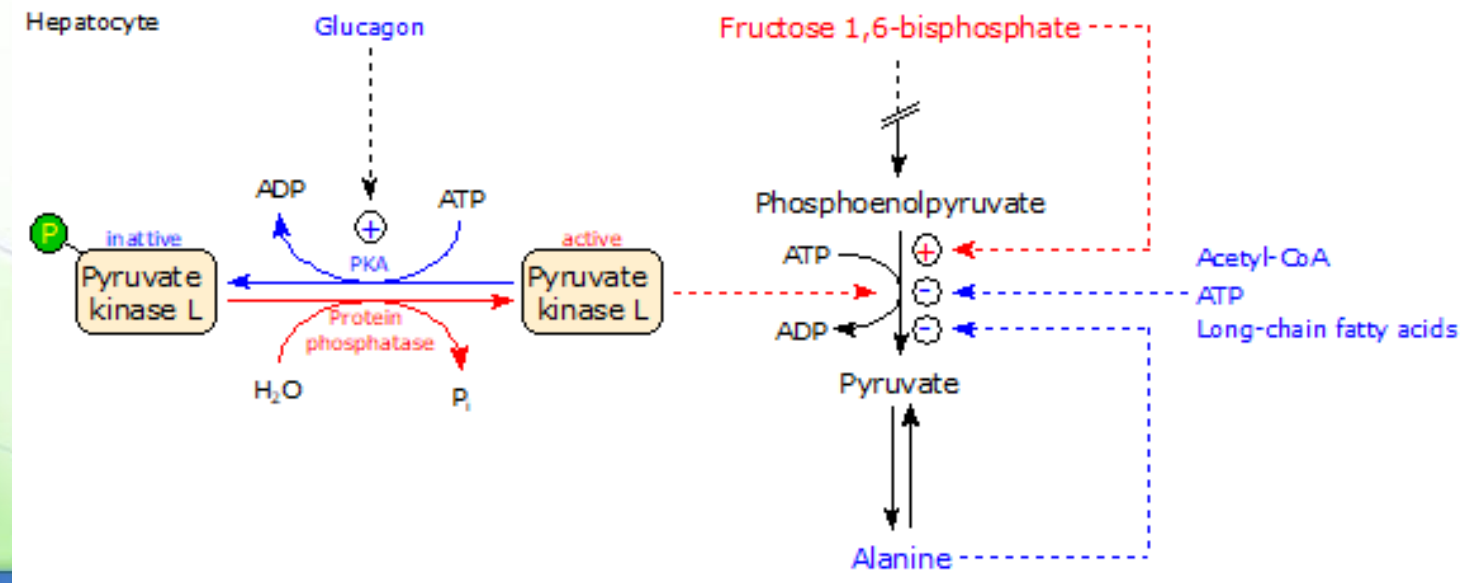 Hepatocyte
Glucagon
Fructose 1,6-bisphosphate
ADP
ATP
+
P
inattive
PKA
active
Pyruvate
kinase L
Pyruvate
kinase L
Protein
phosphatase
H₂O
Pᵢ
Phosphoenolpyruvate
ATP
ADP
+
-
-
Acetyl-CoA
ATP
Long-chain fatty acids
Pyruvate
Alanine